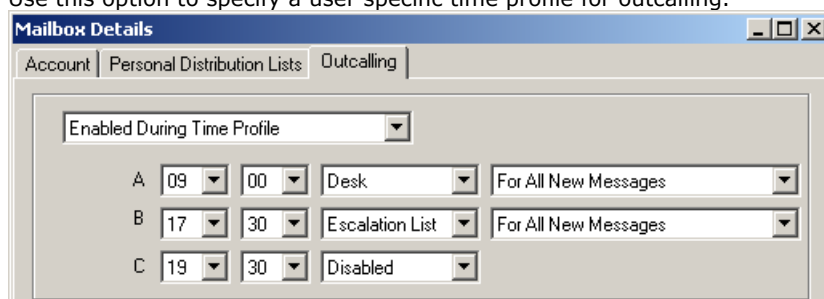 Use this option to specify a user specific time profile for outcalling.
Mailbox Details
Account Personal Distribution Lists Outcalling
Enabled During Time Profile
A 09 00 Desk For All New Messages
B 17 30 Escalation List For All New Messages
C 19 30 Disabled